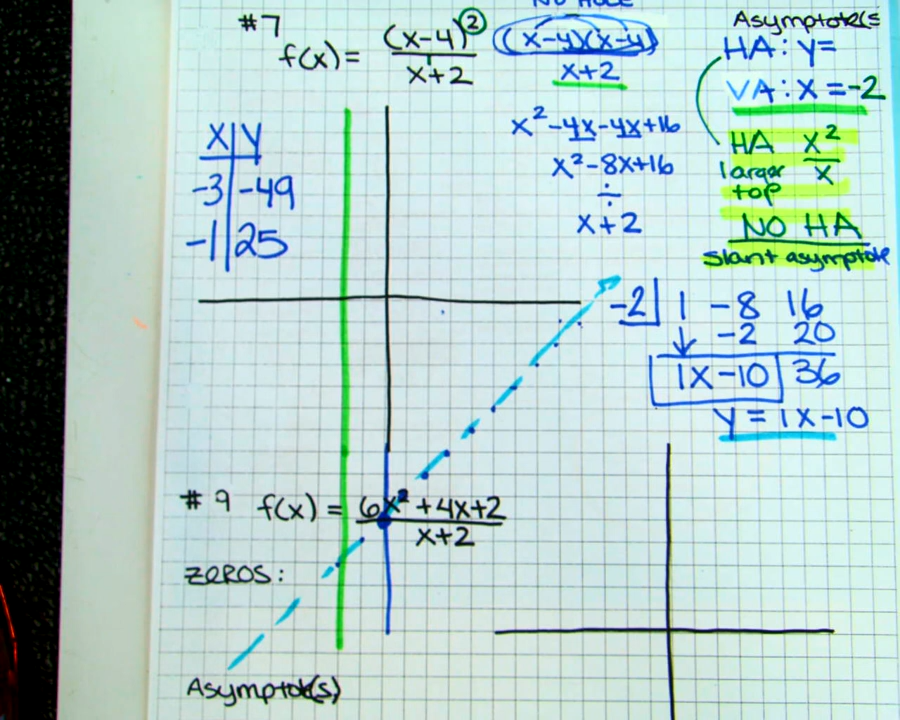 NO HOLE
#7
f(x) = (x-4)² / x+2
(x-4)(x-4) / x+2
Asymptote(s
HA: y=
VA: x = -2
HA x²/x
larger
top
NO HA
slant asymptote
x² -4x -4x +16
x² -8x +16
÷
x+2
x | y
-3 | -49
-1 | 25
-2| 1 -8 16
↓ -2 20
1x -10 36
y = 1x-10
#9 f(x) = 6x² + 4x + 2 / x+2
ZEROS:
Asymptote(s)